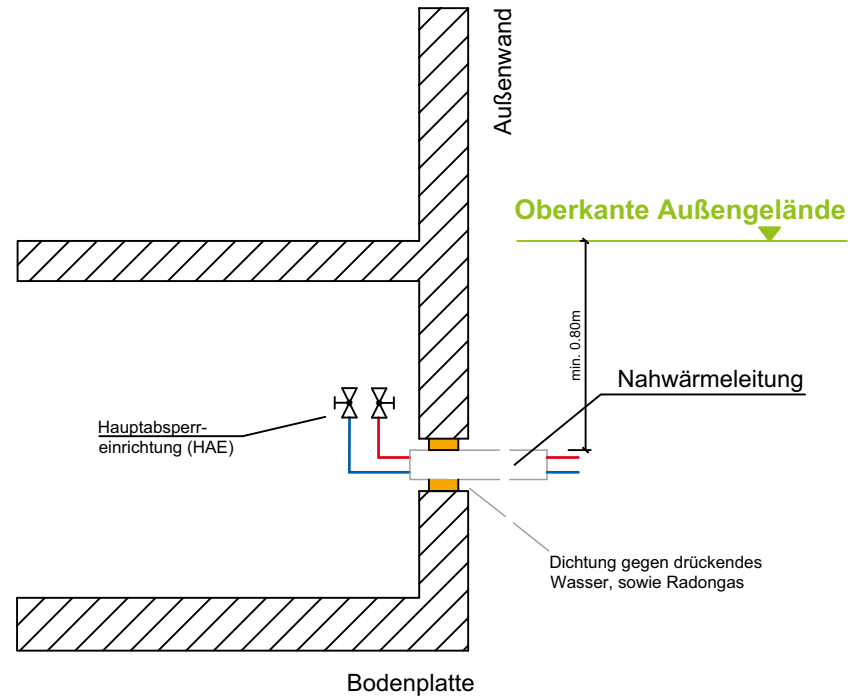 Außenwand
Oberkante Außengelände
min. 0.80m
Nahwärmeleitung
Hauptabsperr-
einrichtung (HAE)
Dichtung gegen drückendes
Wasser, sowie Radongas
Bodenplatte